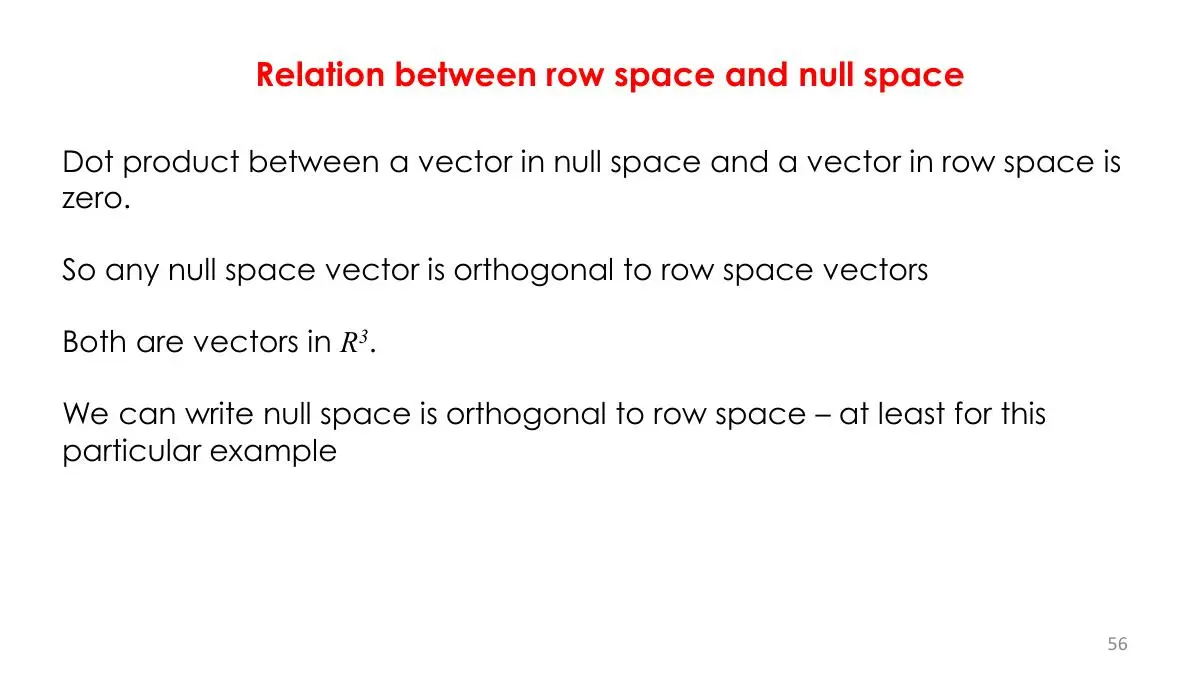 Relation between row space and null space
Dot product between a vector in null space and a vector in row space is
zero.
So any null space vector is orthogonal to row space vectors
Both are vectors in R³.
We can write null space is orthogonal to row space – at least for this
particular example
56